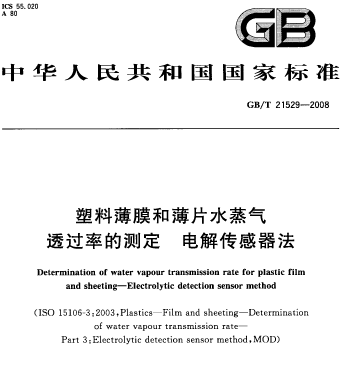 ICS 55.020
A 80
GB
中华人民共和国国家标准
GB/T 21529—2008
塑料薄膜和薄片水蒸气
透过率的测定 电解传感器法
Determination of water vapour transmission rate for plastic film
and sheeting—Electrolytic detection sensor method
(ISO 15106-3:2003,Plastics—Film and sheeting—Determination
of water vapour transmission rate—
Part 3:Electrolytic detection sensor method,MOD)